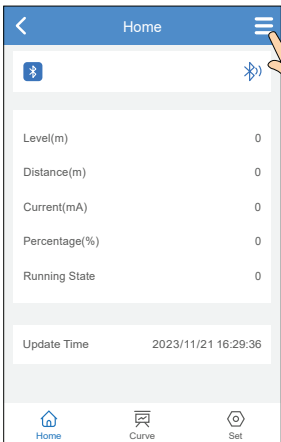 Home
Level(m) 0
Distance(m) 0
Current(mA) 0
Percentage(%) 0
Running State 0
Update Time 2023/11/21 16:29:36
Home Curve Set